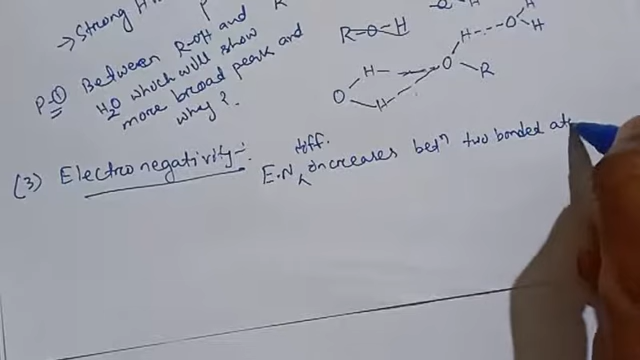 → Strong H
P-① Between R-OH and
H2O which will show
more broad peak and
why?
R-O-H
H O H
H O R
O H
(3) Electronegativity:-
E.N diff. increases betn two bonded ato